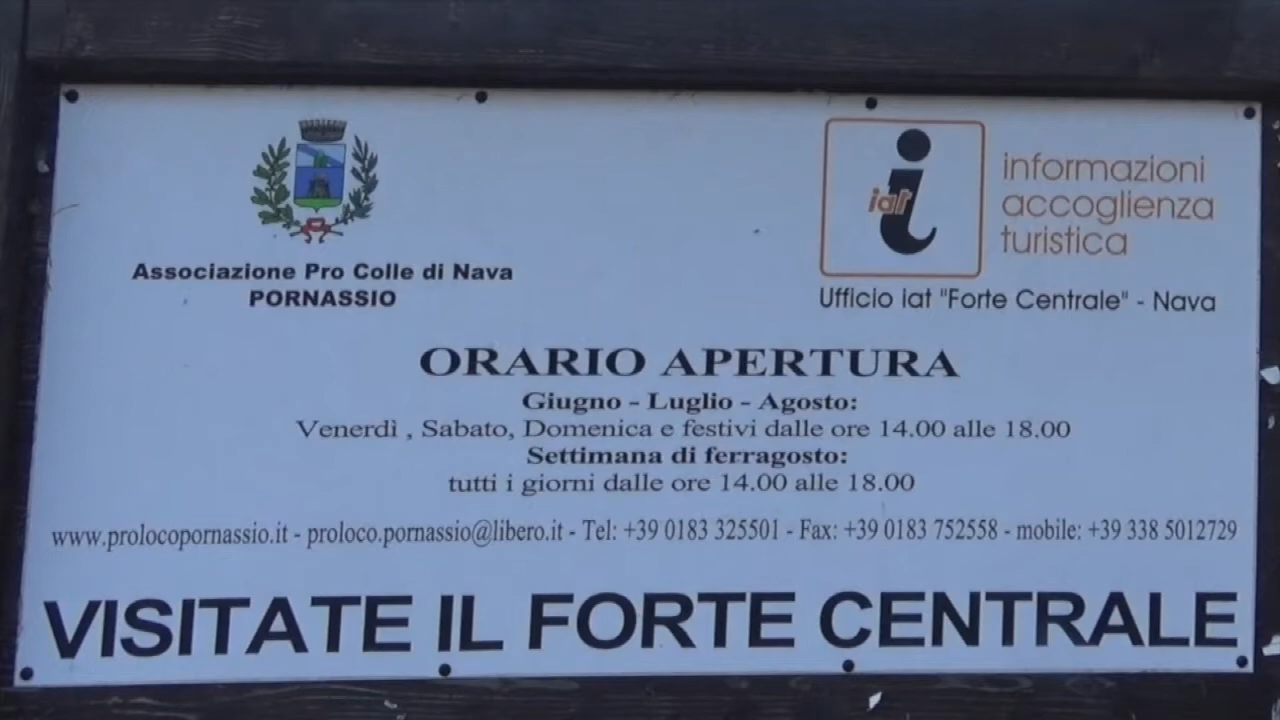 Associazione Pro Colle di Nava
PORNASSIO
iat
informazioni
accoglienza
turistica
Ufficio iat "Forte Centrale" - Nava
ORARIO APERTURA
Giugno - Luglio - Agosto:
Venerdì , Sabato, Domenica e festivi dalle ore 14.00 alle 18.00
Settimana di ferragosto:
tutti i giorni dalle ore 14.00 alle 18.00
www.prolocopornassio.it - proloco.pornassio@libero.it - Tel: +39 0183 325501 - Fax: +39 0183 752558 - mobile: +39 338 5012729
VISITATE IL FORTE CENTRALE